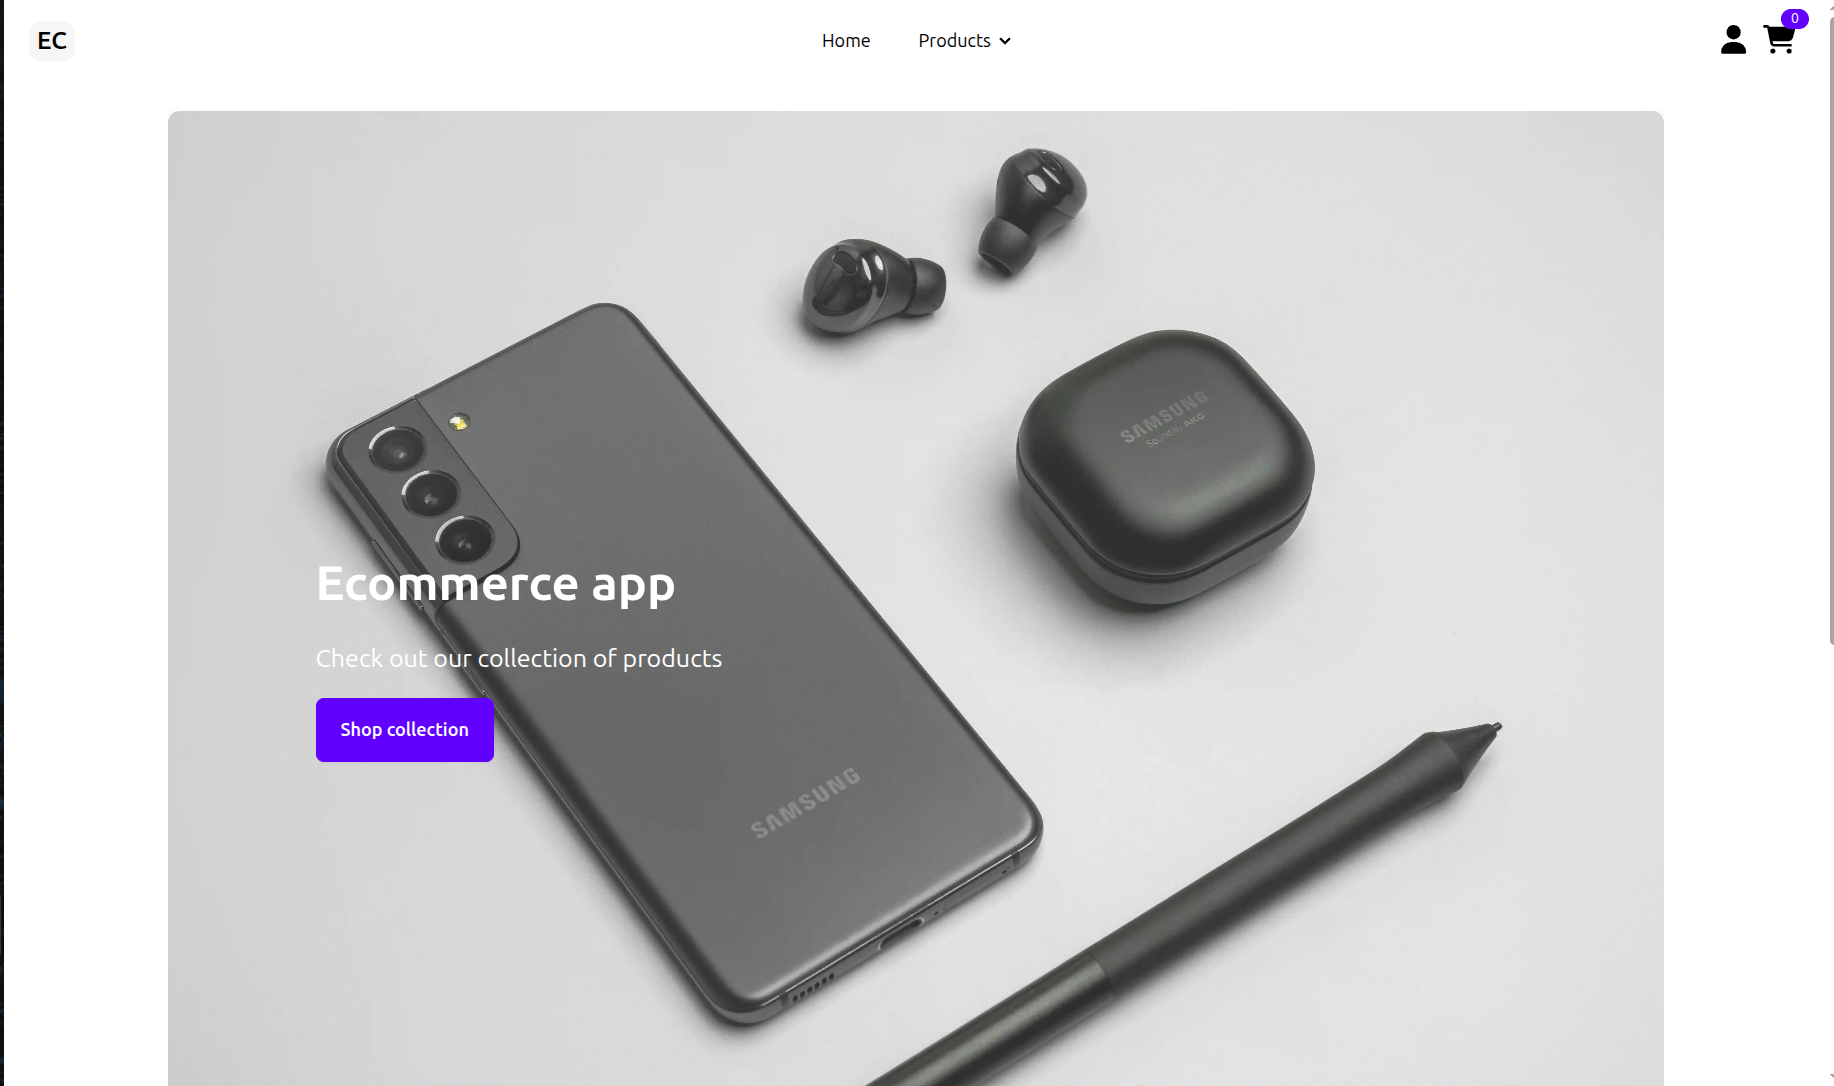 EC
Home
Products
0
SAMSUNG
Sound by AKG
Ecommerce app
Check out our collection of products
Shop collection
SAMSUNG